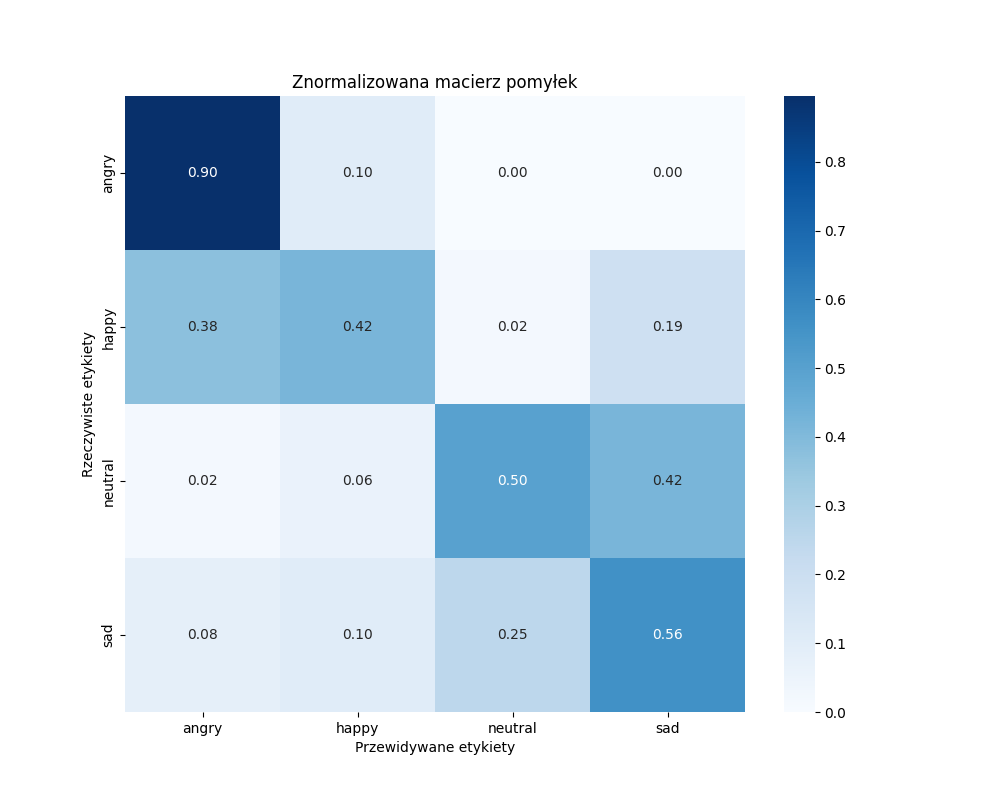 Znormalizowana macierz pomyłek
angry 0.90 0.10 0.00 0.00
happy 0.38 0.42 0.02 0.19
neutral 0.02 0.06 0.50 0.42
sad 0.08 0.10 0.25 0.56
angry happy neutral sad
Przewidywane etykiety
Rzeczywiste etykiety
0.8
0.7
0.6
0.5
0.4
0.3
0.2
0.1
0.0